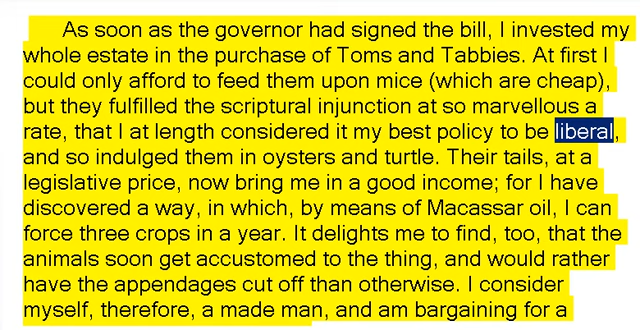 As soon as the governor had signed the bill, I invested my
whole estate in the purchase of Toms and Tabbies. At first I
could only afford to feed them upon mice (which are cheap),
but they fulfilled the scriptural injunction at so marvellous a
rate, that I at length considered it my best policy to be liberal,
and so indulged them in oysters and turtle. Their tails, at a
legislative price, now bring me in a good income; for I have
discovered a way, in which, by means of Macassar oil, I can
force three crops in a year. It delights me to find, too, that the
animals soon get accustomed to the thing, and would rather
have the appendages cut off than otherwise. I consider
myself, therefore, a made man, and am bargaining for a